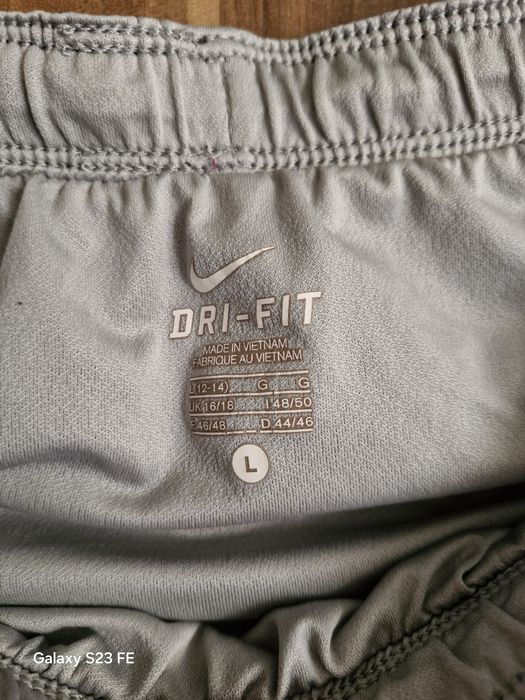 DRI-FIT
MADE IN VIETNAM
FABRIQUE AU VIETNAM
L(12-14) G G
UK 16/18 I 48/50
F 46/48 D 44/46
L
Galaxy S23 FE